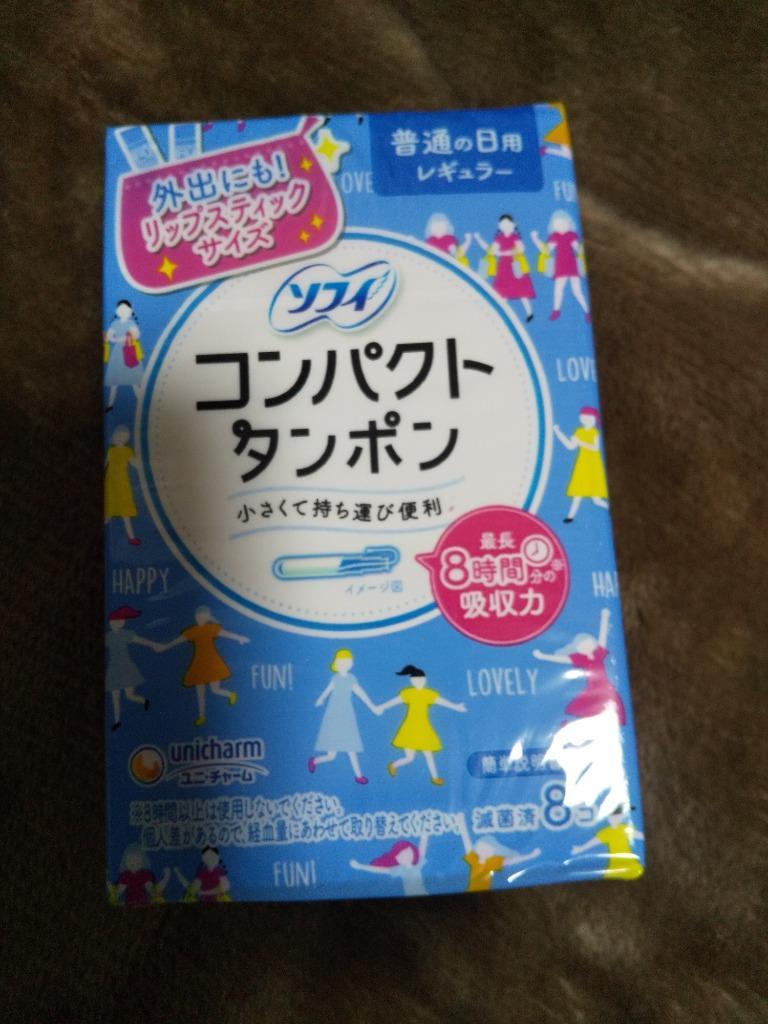 外出にも!
リップスティック
サイズ
普通の日用
レギュラー
ソフィ
コンパクト
タンポン
小さくて持ち運び便利
イメージ図
最長
8時間分の※
吸収力
LOVE
HAPPY
FUN!
LOVELY
unicharm
ユニ・チャーム
※8時間以上は使用しないでください。
個人差があるので、経血量にあわせて取り替えてください。
滅菌済 8コ
FUN!